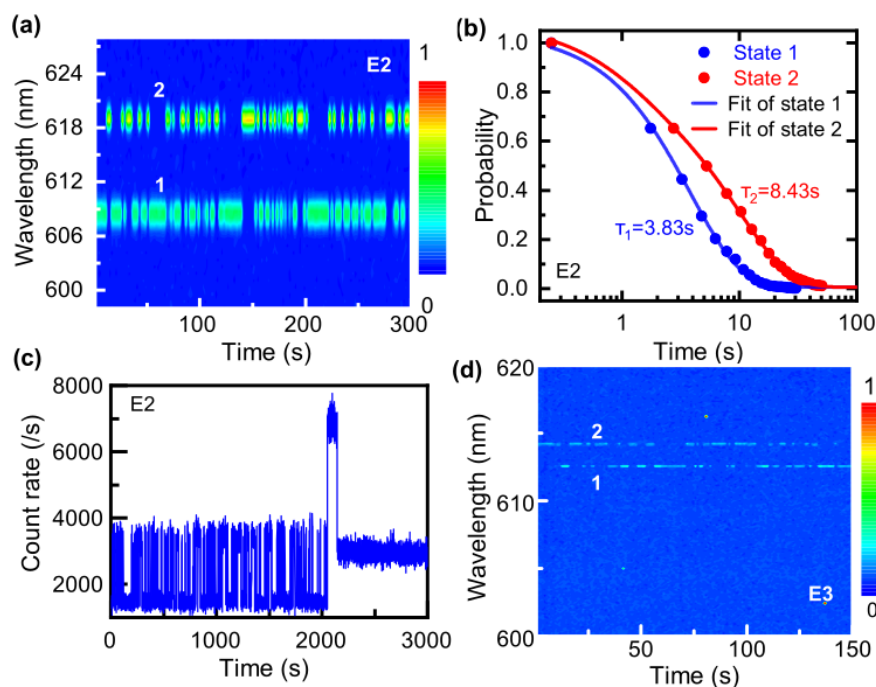 (a)
Wavelength (nm)
624
618
612
606
600
E2
2
1
100
200
300
Time (s)
1
0
(b)
Probability
1.0
0.8
0.6
0.4
0.2
0.0
State 1
State 2
Fit of state 1
Fit of state 2
τ₂=8.43s
τ₁=3.83s
E2
1
10
100
Time (s)
(c)
Count rate (/s)
8000
6000
4000
2000
E2
0
1000
2000
3000
Time (s)
(d)
Wavelength (nm)
620
610
600
2
1
E3
50
100
150
Time (s)
1
0